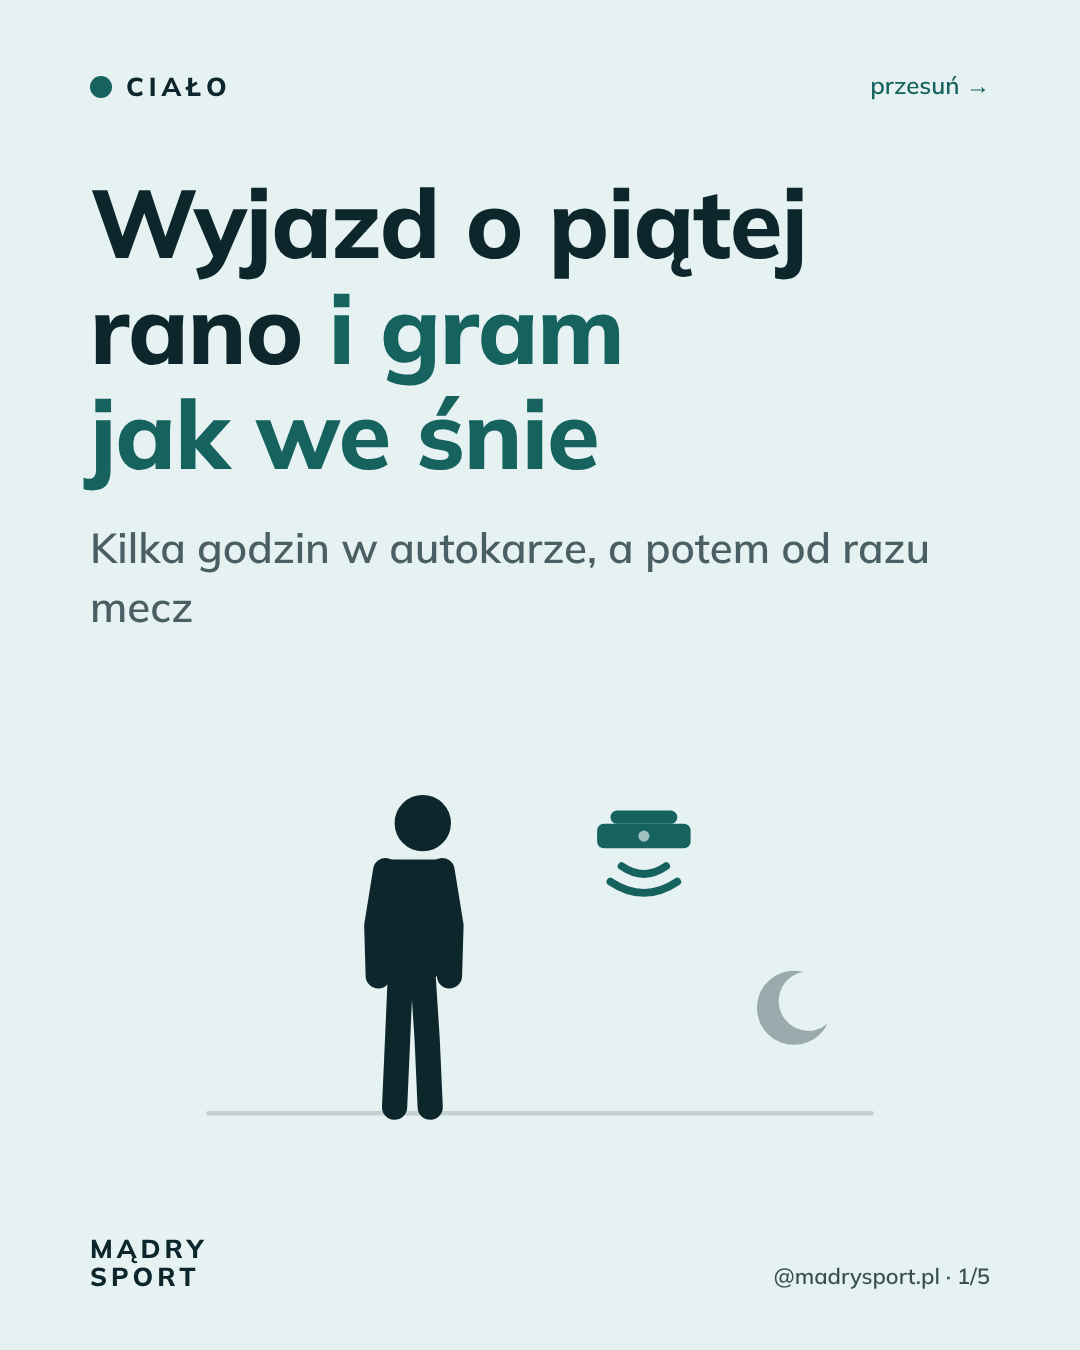 CIAŁO
przesuń →
Wyjazd o piątej
rano i gram
jak we śnie
Kilka godzin w autokarze, a potem od razu
mecz
MĄDRY
SPORT
@madrysport.pl · 1/5